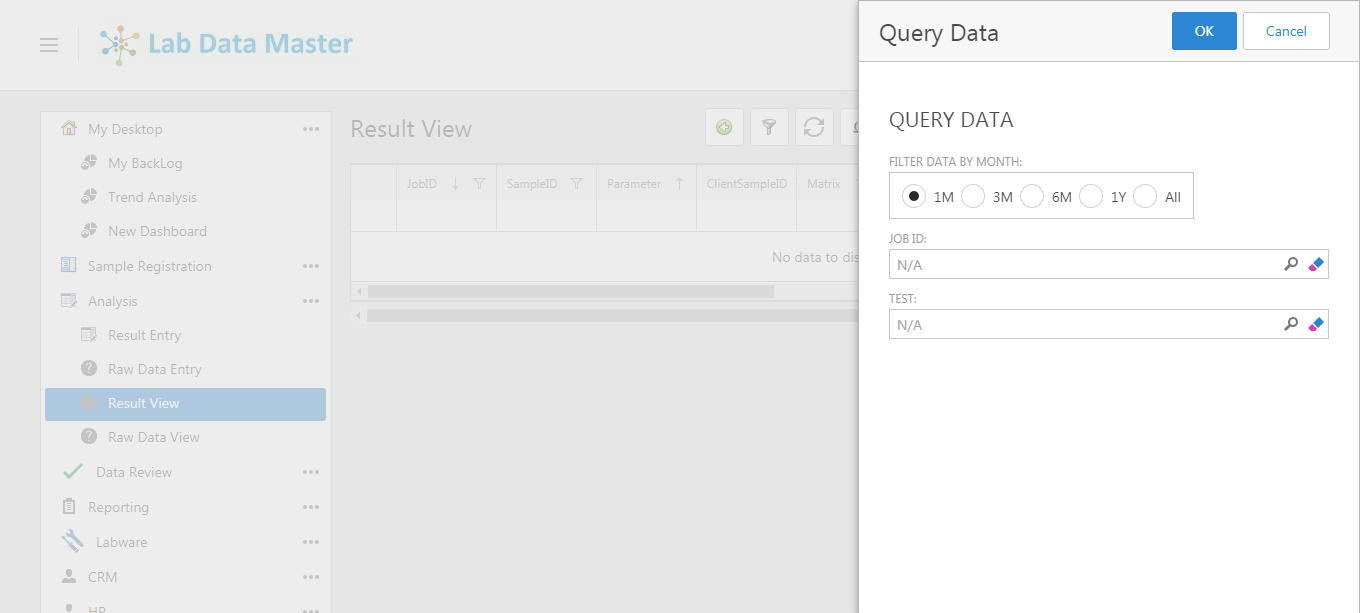 Lab Data Master
My Desktop
My BackLog
Trend Analysis
New Dashboard
Sample Registration
Analysis
Result Entry
Raw Data Entry
Result View
Raw Data View
Data Review
Reporting
Labware
CRM
HR
Result View
JobID SampleID Parameter ClientSampleID Matrix
No data to dis
Query Data
OK Cancel
QUERY DATA
FILTER DATA BY MONTH:
1M 3M 6M 1Y All
JOB ID:
N/A
TEST:
N/A